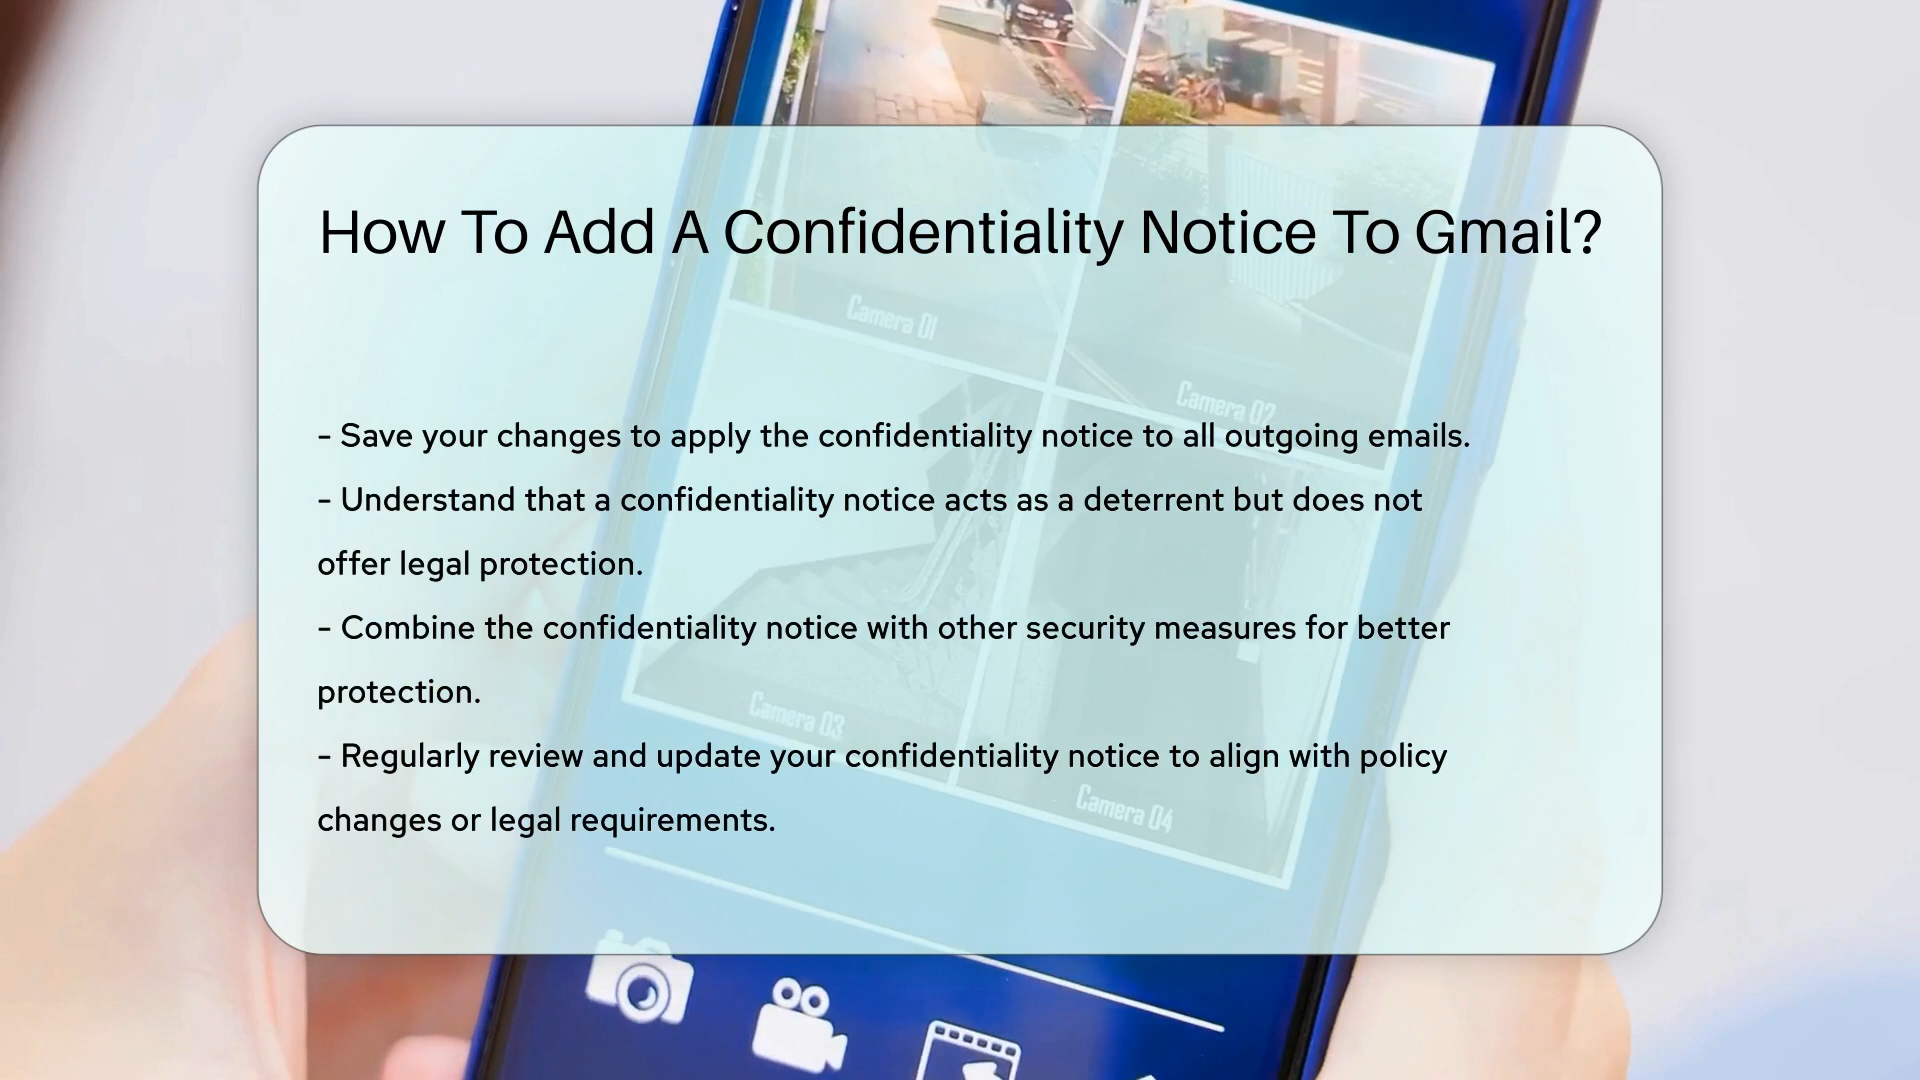 How To Add A Confidentiality Notice To Gmail?
Camera 01
Camera 02
- Save your changes to apply the confidentiality notice to all outgoing emails.
- Understand that a confidentiality notice acts as a deterrent but does not
offer legal protection.
- Combine the confidentiality notice with other security measures for better
protection.
Camera 03
- Regularly review and update your confidentiality notice to align with policy
Camera 04
changes or legal requirements.